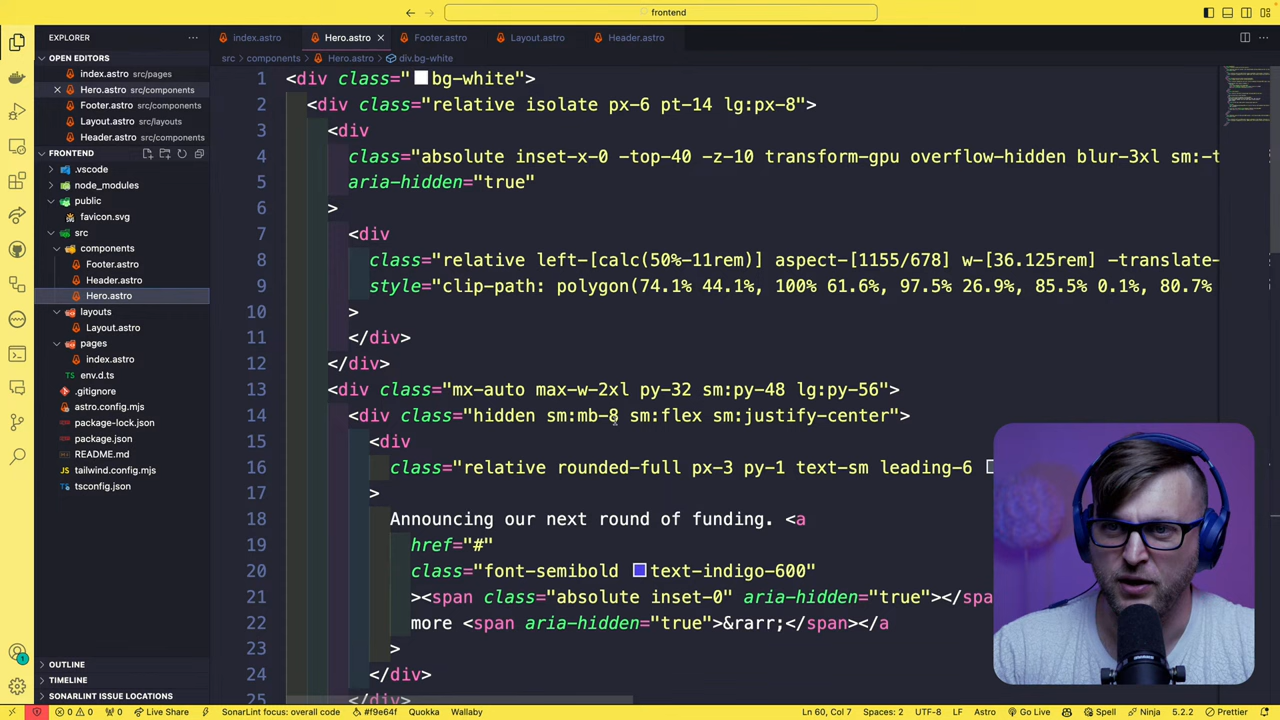 frontend
EXPLORER
index.astro
Hero.astro
Footer.astro
Layout.astro
Header.astro
src
components
Hero.astro
div.bg-white
OPEN EDITORS
index.astro src/pages
Hero.astro src/components
Footer.astro src/components
Layout.astro src/layouts
Header.astro src/components
FRONTEND
.vscode
node_modules
public
favicon.svg
src
components
Footer.astro
Header.astro
Hero.astro
layouts
Layout.astro
pages
index.astro
env.d.ts
.gitignore
astro.config.mjs
package-lock.json
package.json
README.md
tailwind.config.mjs
tsconfig.json
OUTLINE
TIMELINE
SONARLINT ISSUE LOCATIONS
1 <div class="bg-white">
2 <div class="relative isolate px-6 pt-14 lg:px-8">
3 <div
4 class="absolute inset-x-0 -top-40 -z-10 transform-gpu overflow-hidden blur-3xl sm:-t
5 aria-hidden="true"
6 >
7 <div
8 class="relative left-[calc(50%-11rem)] aspect-[1155/678] w-[36.125rem] -translate-
9 style="clip-path: polygon(74.1% 44.1%, 100% 61.6%, 97.5% 26.9%, 85.5% 0.1%, 80.7%
10 >
11 </div>
12 </div>
13 <div class="mx-auto max-w-2xl py-32 sm:py-48 lg:py-56">
14 <div class="hidden sm:mb-8 sm:flex sm:justify-center">
15 <div
16 class="relative rounded-full px-3 py-1 text-sm leading-6
17 >
18 Announcing our next round of funding. <a
19 href="#"
20 class="font-semibold text-indigo-600"
21 ><span class="absolute inset-0" aria-hidden="true"></sp
22 more <span aria-hidden="true">&rarr;</span></a
23 >
24 </div>
25 </div>
0 0 0 Live Share SonarLint focus: overall code #f9e64f Quokka Wallaby Ln 60, Col 7 Spaces: 2 UTF-8 LF Astro Go Live Spell Ninja 5.2.2 Prettier
1